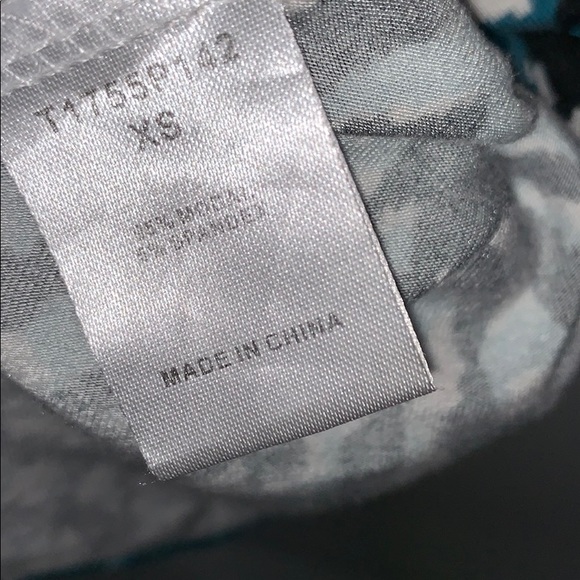 T1755P142
XS
95% MODAL
5% SPANDEX
MADE IN CHINA